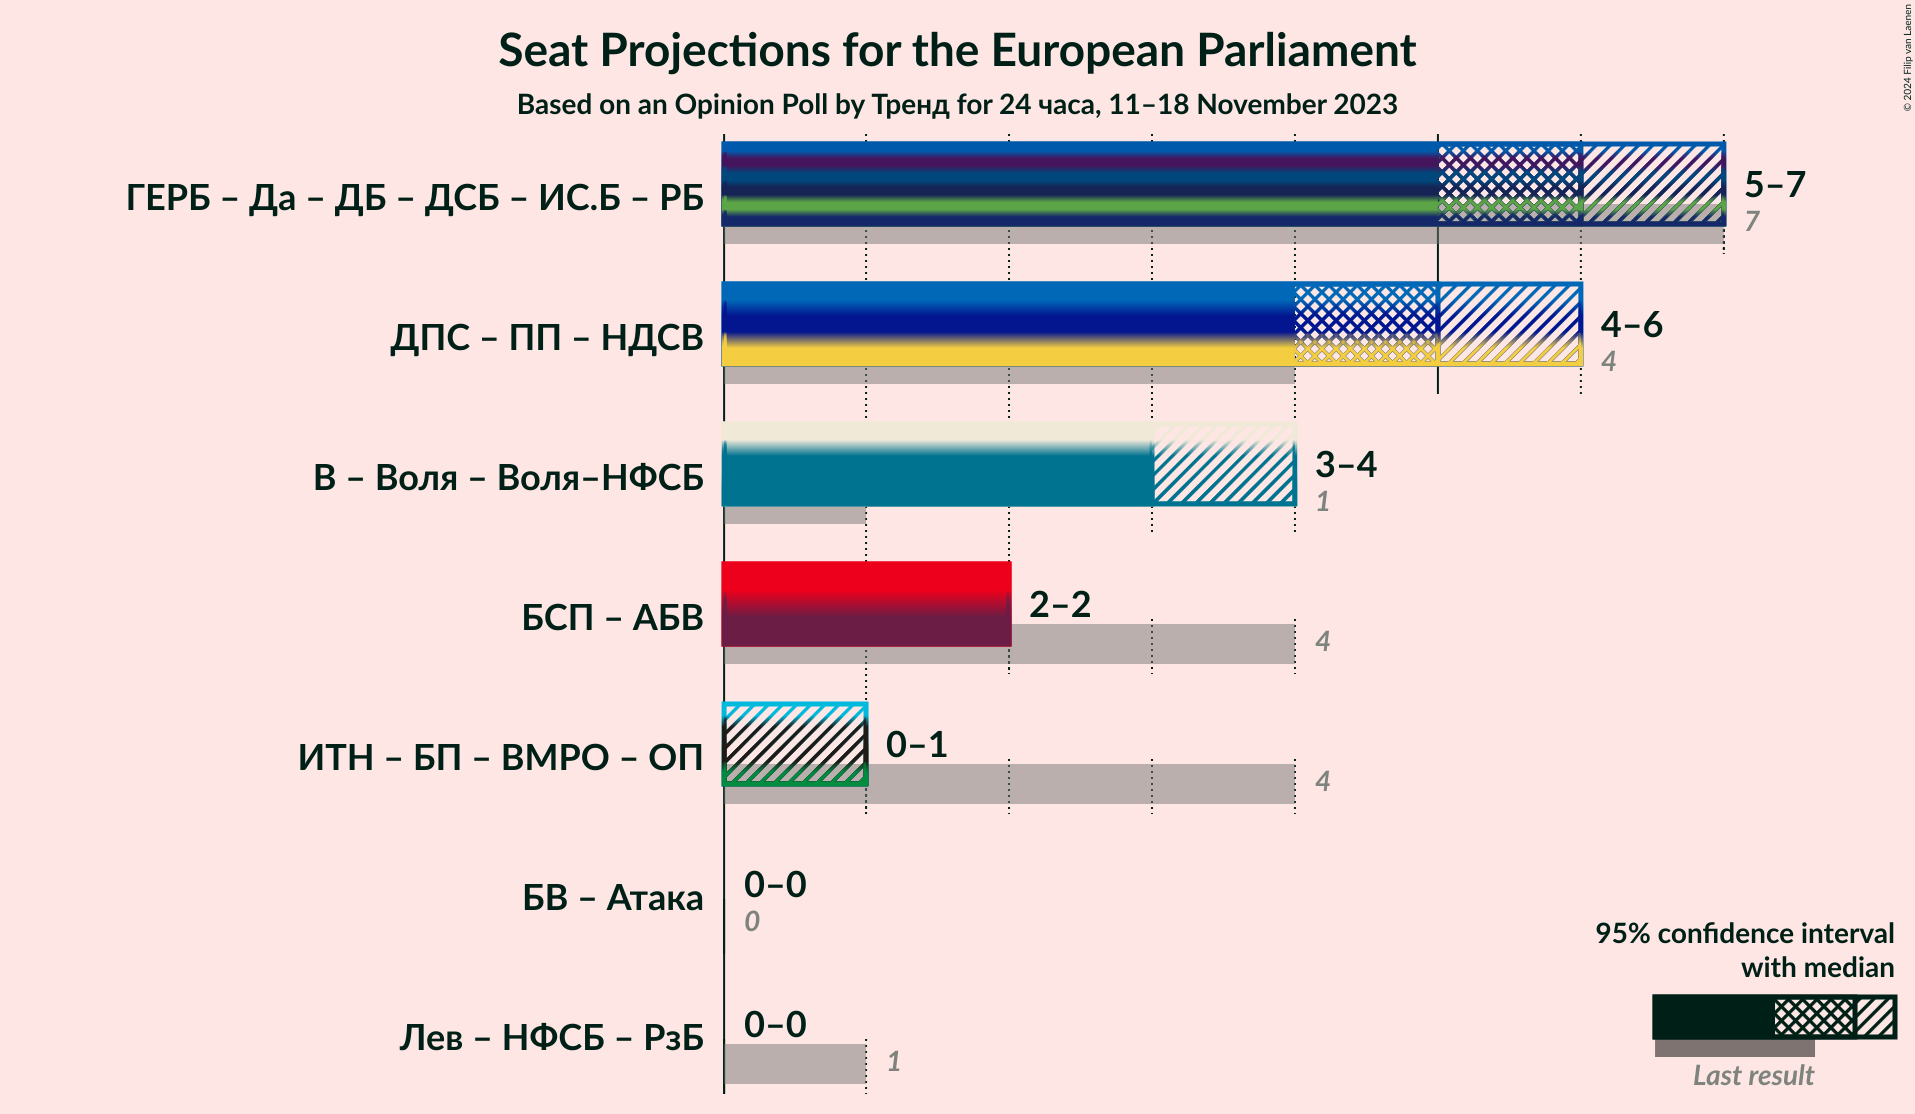 Seat Projections for the European Parliament
Based on an Opinion Poll by Тренд for 24 часа, 11–18 November 2023
© 2024 Filip van Laenen
ГЕРБ – Да – ДБ – ДСБ – ИС.Б – РБ
5–7
7
ДПС – ПП – НДСВ
4–6
4
В – Воля – Воля–НФСБ
3–4
1
БСП – АБВ
2–2
4
ИТН – БП – ВМРО – ОП
0–1
4
БВ – Атака
0–0
0
Лев – НФСБ – РзБ
0–0
1
95% confidence interval
with median
Last result